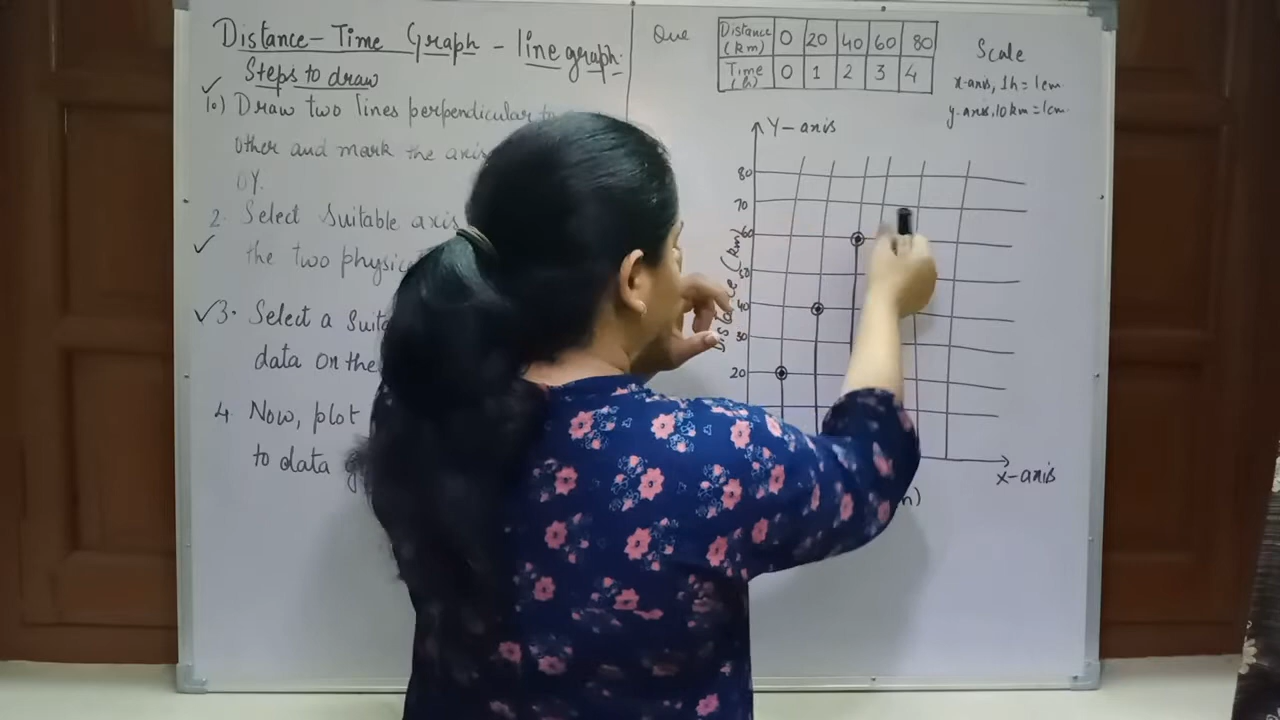 Distance-Time Graph - line graph.
Steps to draw
1.) Draw two lines perpendicular to
other and mark the axis
OY.
2. Select Suitable axis
the two physic
3. Select a Suita
data on the
4. Now, plot
to data g
Que
Distance (km) 0 20 40 60 80
Time (h) 0 1 2 3 4
Scale
x-axis, 1h = 1cm.
y-axis, 10 km = 1cm.
Y-axis
80
70
60
50
40
30
20
Distance (km)
X-axis
h)